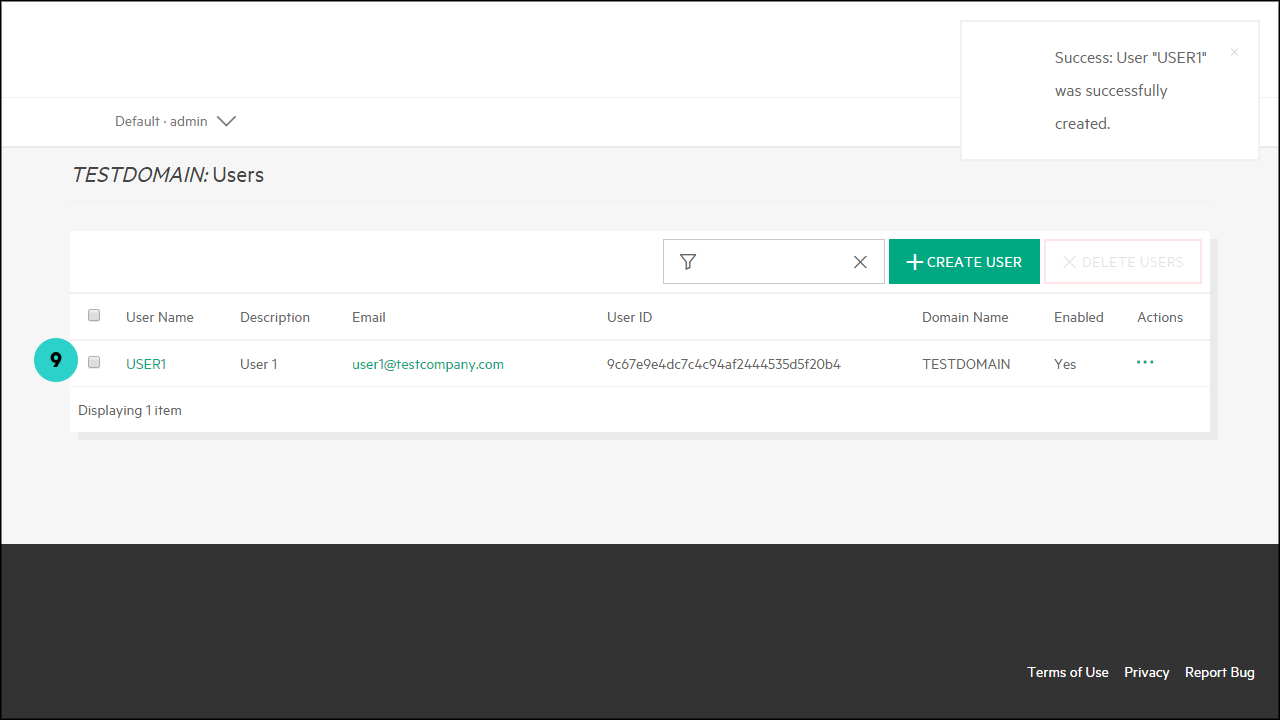 Success: User "USER1"
was successfully
created.
Default · admin
TESTDOMAIN: Users
CREATE USER
DELETE USERS
User Name Description Email User ID Domain Name Enabled Actions
9 USER1 User 1 user1@testcompany.com 9c67e9e4dc7c4c94af2444535d5f20b4 TESTDOMAIN Yes
Displaying 1 item
Terms of Use Privacy Report Bug